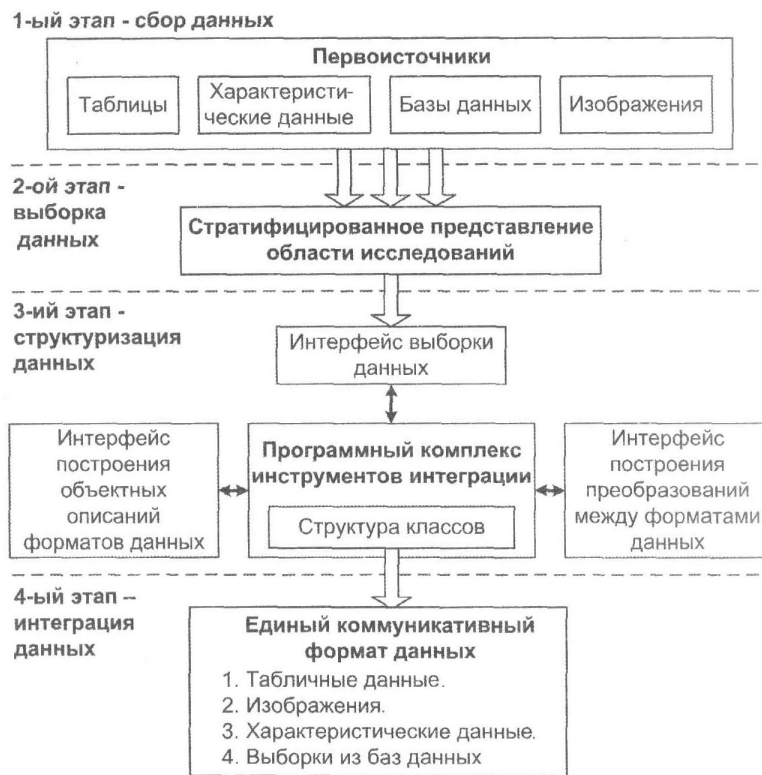 1-ый этап - сбор данных
Первоисточники
Таблицы
Характеристи-
ческие данные
Базы данных
Изображения
2-ой этап -
выборка
данных
Стратифицированное представление
области исследований
3-ий этап -
структуризация
данных
Интерфейс выборки
данных
Интерфейс
построения
объектных
описаний
форматов данных
Программный комплекс
инструментов интеграции
Структура классов
Интерфейс
построения
преобразований
между форматами
данных
4-ый этап –
интеграция
данных
Единый коммуникативный
формат данных
1. Табличные данные.
2. Изображения.
3. Характеристические данные.
4. Выборки из баз данных